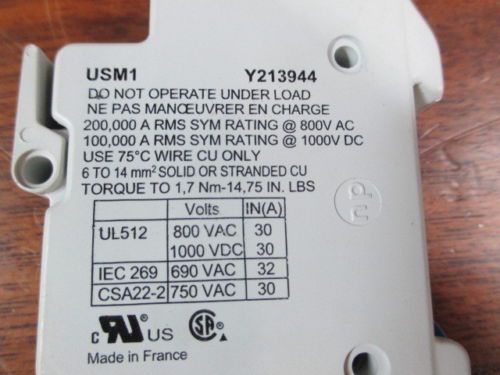 USM1 Y213944
DO NOT OPERATE UNDER LOAD
NE PAS MANŒUVRER EN CHARGE
200,000 A RMS SYM RATING @ 800V AC
100,000 A RMS SYM RATING @ 1000V DC
USE 75°C WIRE CU ONLY
6 TO 14 mm² SOLID OR STRANDED CU
TORQUE TO 1,7 Nm-14,75 IN. LBS
Volts IN(A)
UL512 800 VAC 30
1000 VDC 30
IEC 269 690 VAC 32
CSA22-2 750 VAC 30
c UL US SA
Made in France